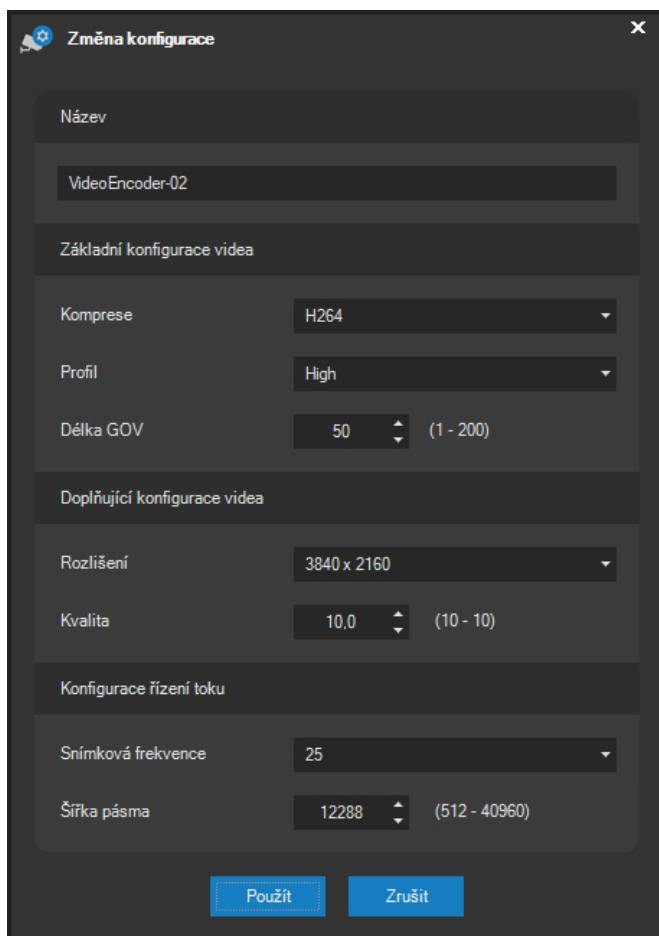 Změna konfigurace
Název
VideoEncoder-02
Základní konfigurace videa
Komprese H264
Profil High
Délka GOV 50 (1 - 200)
Doplňující konfigurace videa
Rozlišení 3840 x 2160
Kvalita 10,0 (10 - 10)
Konfigurace řízení toku
Snímková frekvence 25
Šířka pásma 12288 (512 - 40960)
Použít Zrušit